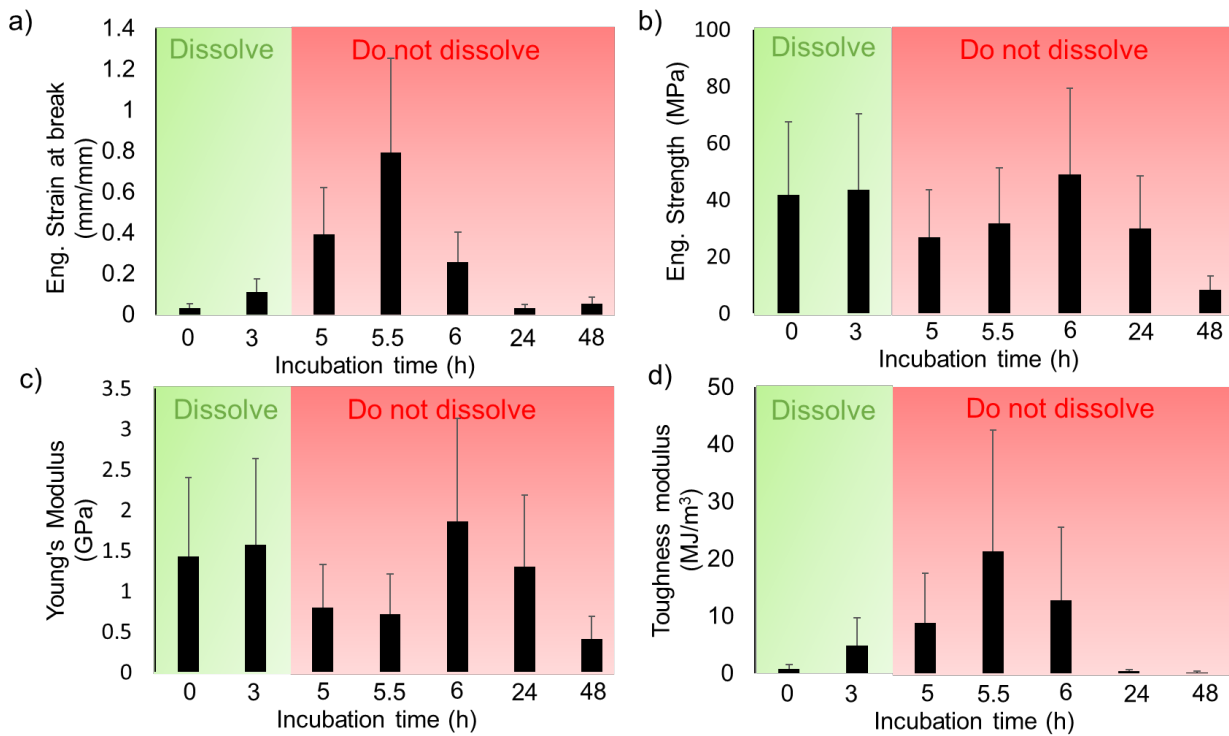 a)
Dissolve
Do not dissolve
Eng. Strain at break
(mm/mm)
1.4
1.2
1
0.8
0.6
0.4
0.2
0
0 3 5 5.5 6 24 48
Incubation time (h)
b)
Dissolve
Do not dissolve
Eng. Strength (MPa)
100
80
60
40
20
0
0 3 5 5.5 6 24 48
Incubation time (h)
c)
Dissolve
Do not dissolve
Young's Modulus
(GPa)
3.5
3
2.5
2
1.5
1
0.5
0
0 3 5 5.5 6 24 48
Incubation time (h)
d)
Dissolve
Do not dissolve
Toughness modulus
(MJ/m³)
50
40
30
20
10
0
0 3 5 5.5 6 24 48
Incubation time (h)